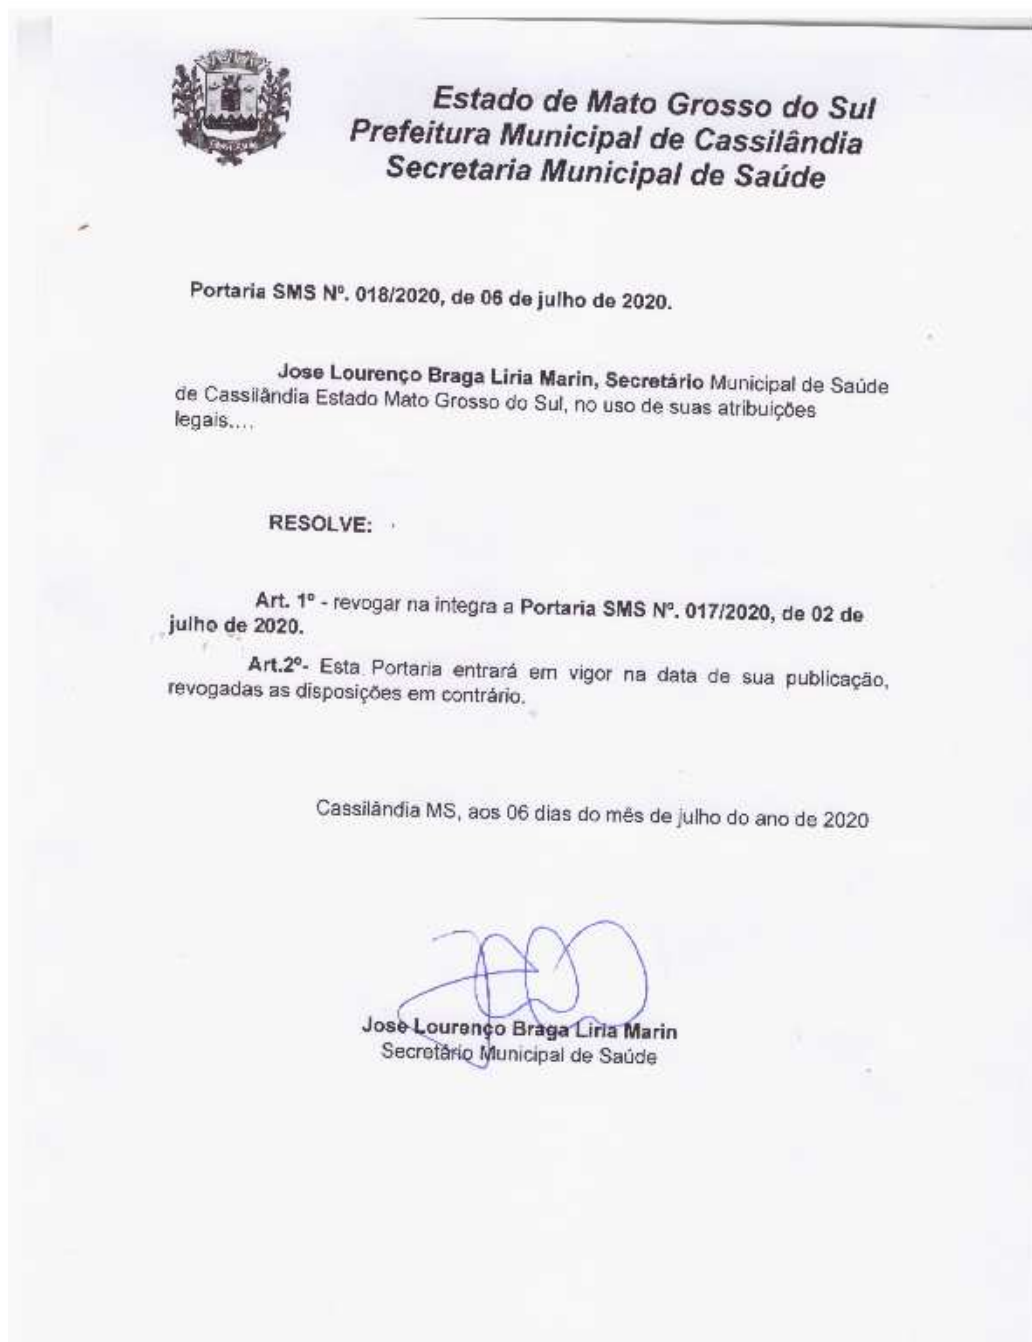 Estado de Mato Grosso do Sul
Prefeitura Municipal de Cassilândia
Secretaria Municipal de Saúde
Portaria SMS Nº. 018/2020, de 06 de julho de 2020.
Jose Lourenço Braga Liria Marin, Secretário Municipal de Saúde
de Cassilândia Estado Mato Grosso do Sul, no uso de suas atribuições
legais....
RESOLVE:
Art. 1º - revogar na integra a Portaria SMS Nº. 017/2020, de 02 de
julho de 2020.
Art.2º- Esta Portaria entrará em vigor na data de sua publicação,
revogadas as disposições em contrário.
Cassilândia MS, aos 06 dias do mês de julho do ano de 2020
Jose Lourenço Braga Liria Marin
Secretário Municipal de Saúde